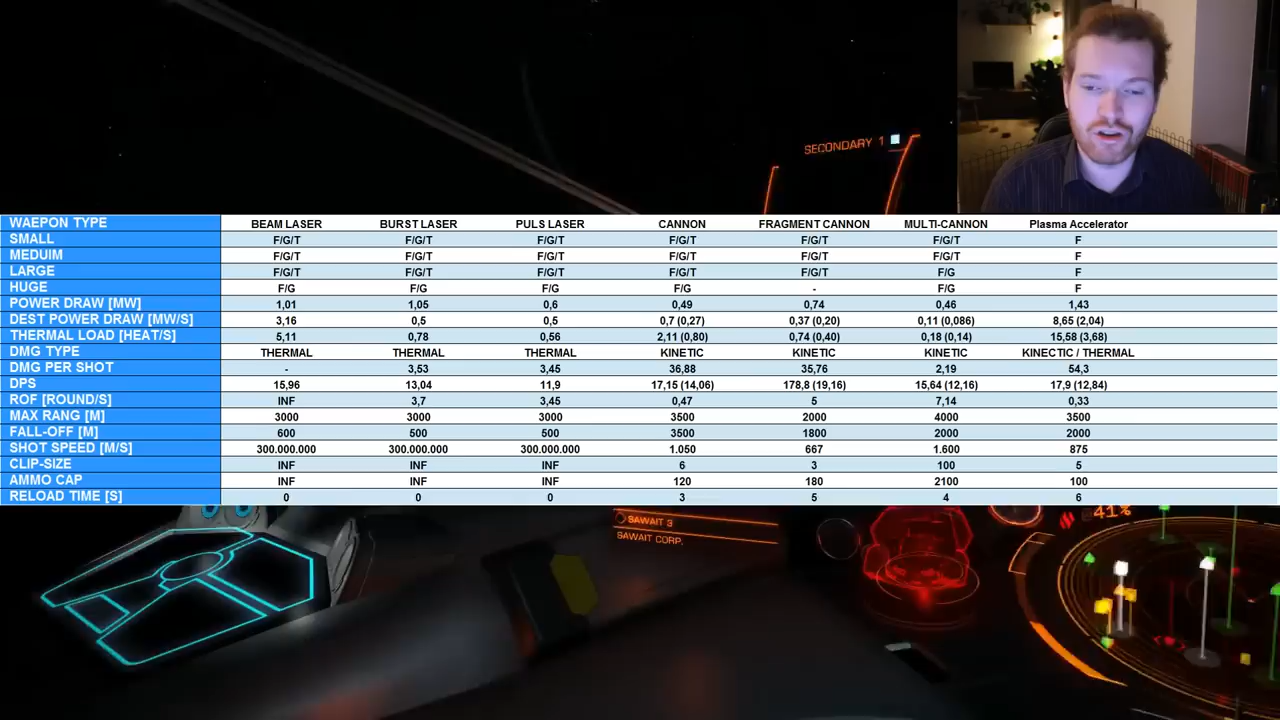 SECONDARY 1
WAEPON TYPE BEAM LASER BURST LASER PULS LASER CANNON FRAGMENT CANNON MULTI-CANNON Plasma Accelerator
SMALL F/G/T F/G/T F/G/T F/G/T F/G/T F/G/T F
MEDUIM F/G/T F/G/T F/G/T F/G/T F/G/T F/G/T F
LARGE F/G/T F/G/T F/G/T F/G/T F/G/T F/G F
HUGE F/G F/G F/G F/G - F/G F
POWER DRAW [MW] 1,01 1,05 0,6 0,49 0,74 0,46 1,43
DEST POWER DRAW [MW/S] 3,16 0,5 0,5 0,7 (0,27) 0,37 (0,20) 0,11 (0,086) 8,65 (2,04)
THERMAL LOAD [HEAT/S] 5,11 0,78 0,56 2,11 (0,80) 0,74 (0,40) 0,18 (0,14) 15,58 (3,68)
DMG TYPE THERMAL THERMAL THERMAL KINETIC KINETIC KINETIC KINECTIC / THERMAL
DMG PER SHOT - 3,53 3,45 36,88 35,76 2,19 54,3
DPS 15,96 13,04 11,9 17,15 (14,06) 178,8 (19,16) 15,64 (12,16) 17,9 (12,84)
ROF [ROUND/S] INF 3,7 3,45 0,47 5 7,14 0,33
MAX RANG [M] 3000 3000 3000 3500 2000 4000 3500
FALL-OFF [M] 600 500 500 3500 1800 2000 2000
SHOT SPEED [M/S] 300.000.000 300.000.000 300.000.000 1.050 667 1.600 875
CLIP-SIZE INF INF INF 6 3 100 5
AMMO CAP INF INF INF 120 180 2100 100
RELOAD TIME [S] 0 0 0 3 5 4 6
SAWAIT 3
SAWAIT CORP.
41%